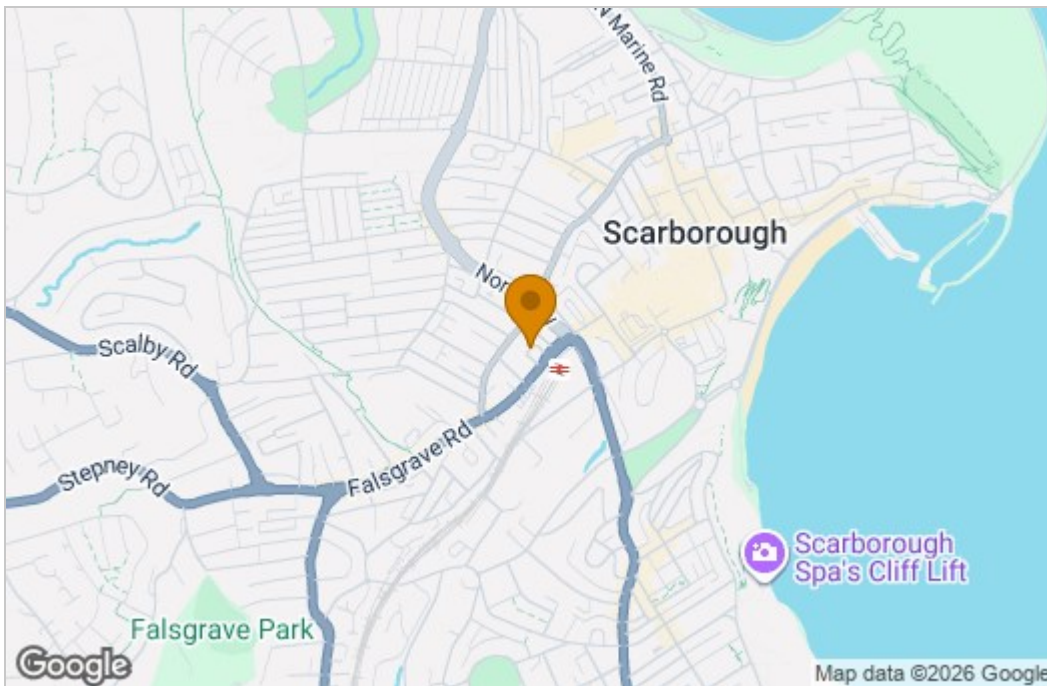 N Marine Rd
Scarborough
Nor
Scalby Rd
Falsgrave Rd
Stepney Rd
Scarborough
Spa's Cliff Lift
Falsgrave Park
Google
Map data ©2026 Google